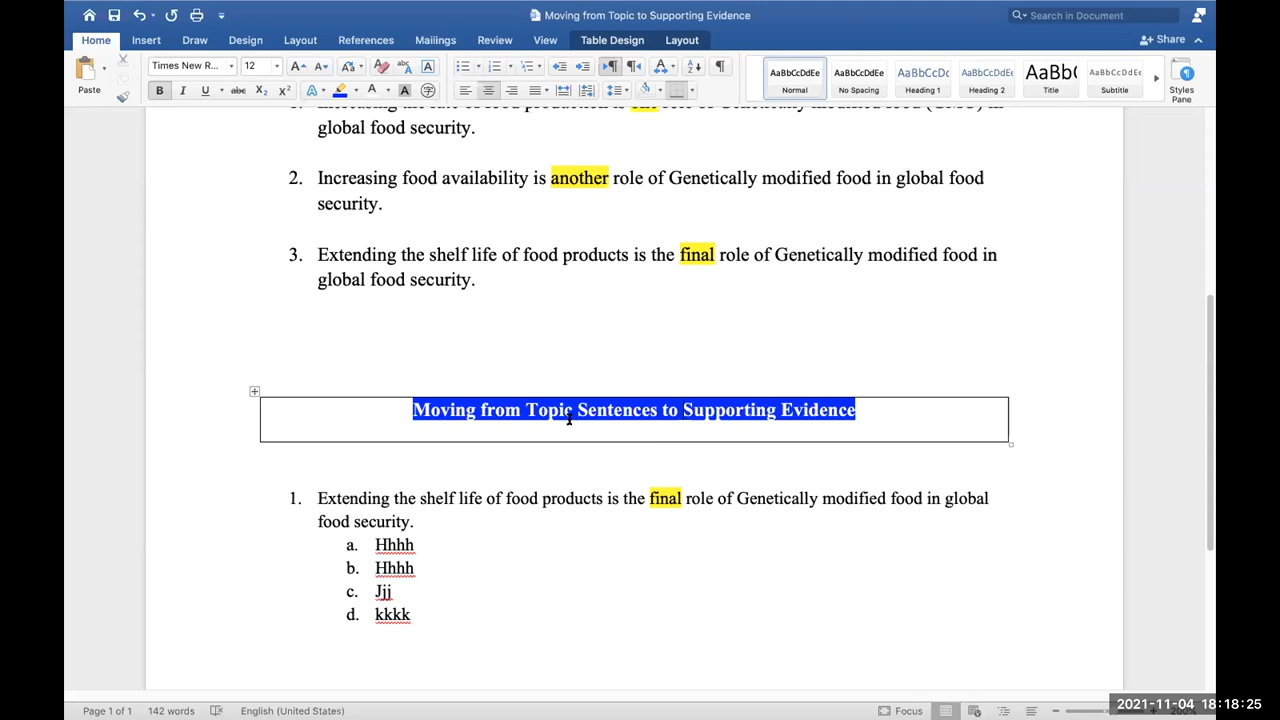 Moving from Topic to Supporting Evidence
Search in Document
Home Insert Draw Design Layout References Mailings Review View Table Design Layout Share
Paste
Times New R... 12
AaBbCcDdEe AaBbCcDdEe AaBbCcDc AaBbCcDdEe AaBb( AaBbCcDdEe
Normal No Spacing Heading 1 Heading 2 Title Subtitle Styles Pane
global food security.
2. Increasing food availability is another role of Genetically modified food in global food
security.
3. Extending the shelf life of food products is the final role of Genetically modified food in
global food security.
Moving from Topic Sentences to Supporting Evidence
1. Extending the shelf life of food products is the final role of Genetically modified food in global
food security.
a. Hhhh
b. Hhhh
c. Jjj
d. kkkk
Page 1 of 1 142 words English (United States) Focus
2021-11-04 18:18:25